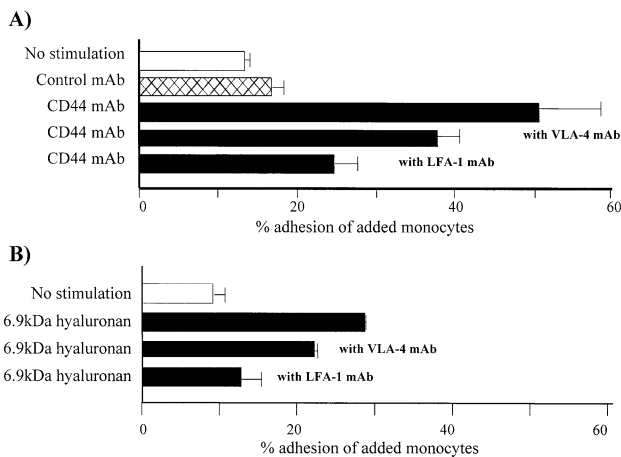 A)
No stimulation
Control mAb
CD44 mAb
CD44 mAb
with VLA-4 mAb
CD44 mAb
with LFA-1 mAb
0 20 40 60
% adhesion of added monocytes
B)
No stimulation
6.9kDa hyaluronan
6.9kDa hyaluronan
with VLA-4 mAb
6.9kDa hyaluronan
with LFA-1 mAb
0 20 40 60
% adhesion of added monocytes